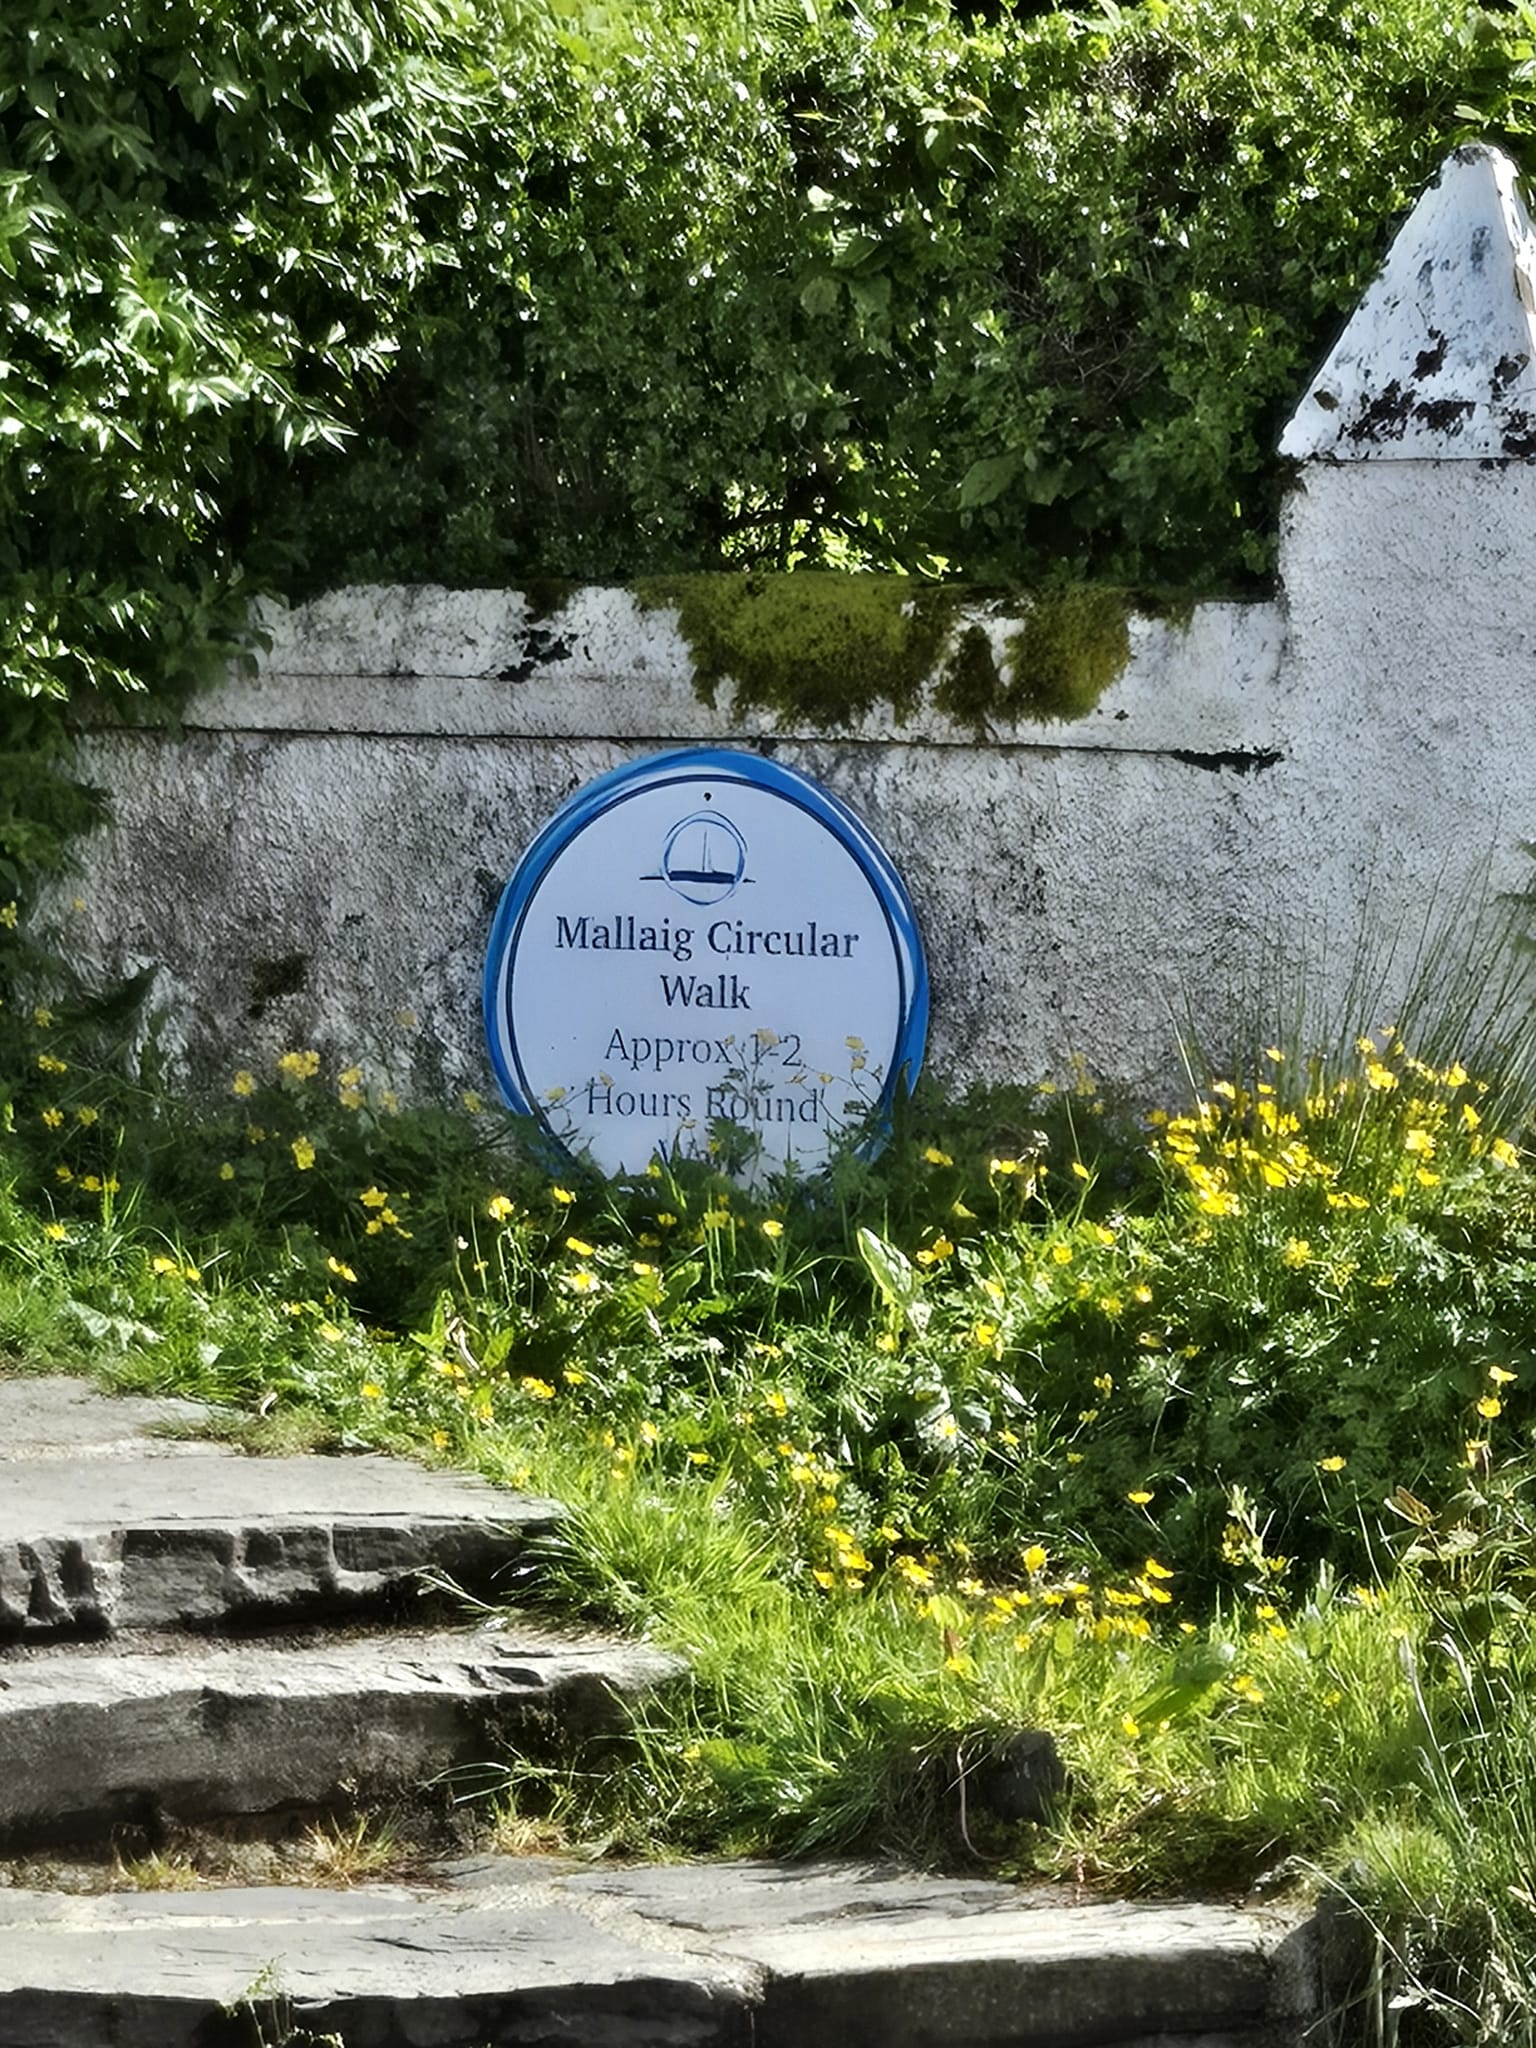 Mallaig Circular
Walk
Approx 1-2
Hours Round